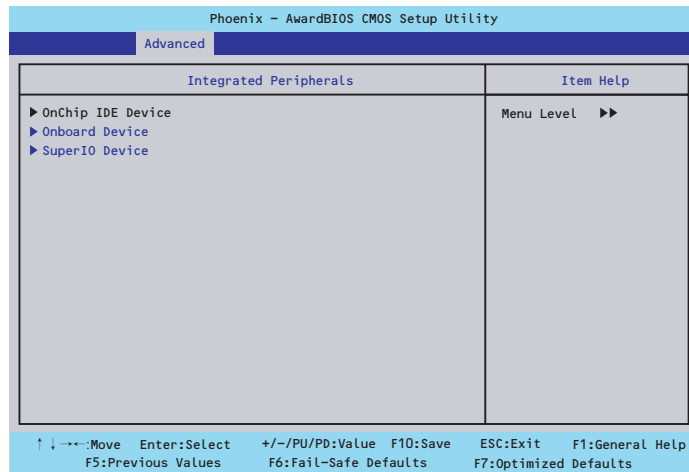 Phoenix - AwardBIOS CMOS Setup Utility
Advanced
Integrated Peripherals
Item Help
▶ OnChip IDE Device
▶ Onboard Device
▶ SuperIO Device
Menu Level ▶▶
↑↓→←:Move Enter:Select +/-/PU/PD:Value F10:Save ESC:Exit F1:General Help
F5:Previous Values F6:Fail-Safe Defaults F7:Optimized Defaults